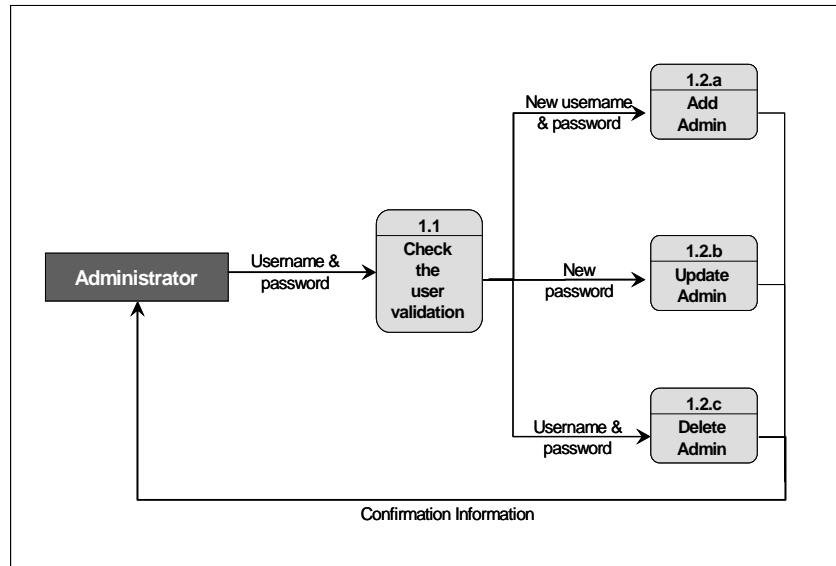 Administrator
Username &
password
1.1
Check
the
user
validation
New username
& password
1.2.a
Add
Admin
New
password
1.2.b
Update
Admin
Username &
password
1.2.c
Delete
Admin
Confirmation Information